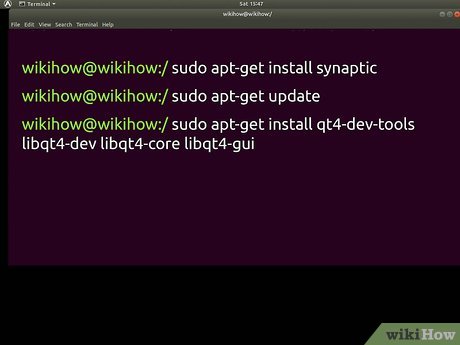 Terminal
Sat 15:47
wikihow@wikihow:/
File Edit View Search Terminal Help
wikihow@wikihow:/ sudo apt-get install synaptic
wikihow@wikihow:/ sudo apt-get update
wikihow@wikihow:/ sudo apt-get install qt4-dev-tools
libqt4-dev libqt4-core libqt4-gui
wikiHow